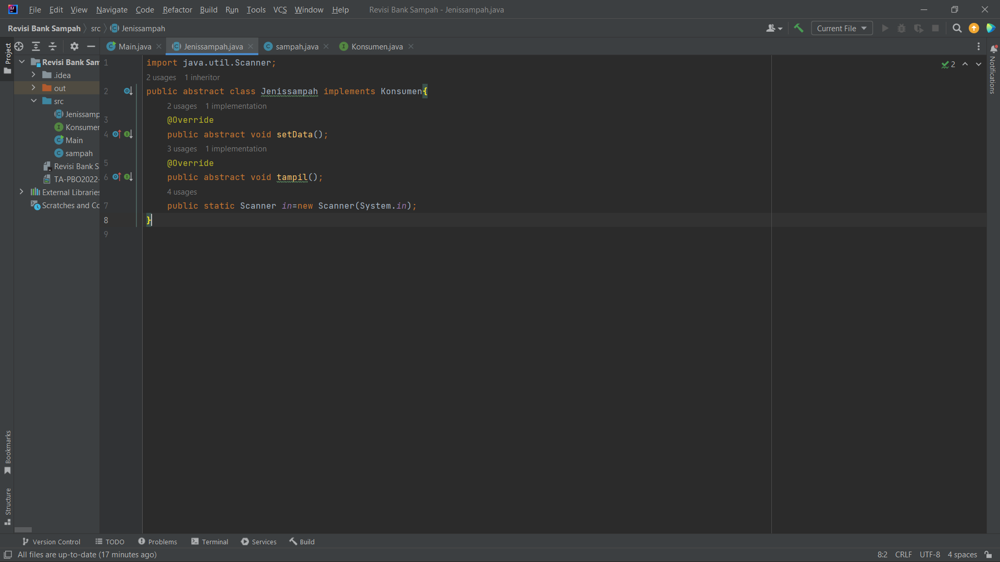 File Edit View Navigate Code Refactor Build Run Tools VCS Window Help Revisi Bank Sampah - Jenissampah.java
Revisi Bank Sampah src Jenissampah Current File
Project
Main.java Jenissampah.java sampah.java Konsumen.java
Revisi Bank Sam
.idea
out
src
Jenissamp
Konsumer
Main
sampah
Revisi Bank S
TA-PBO2022-
External Libraries
Scratches and Co
1 import java.util.Scanner;
2 usages 1 inheritor
2 public abstract class Jenissampah implements Konsumen{
2 usages 1 implementation
3 @Override
4 public abstract void setData();
3 usages 1 implementation
5 @Override
6 public abstract void tampil();
4 usages
7 public static Scanner in=new Scanner(System.in);
8 }
9
2
Notifications
Bookmarks
Structure
Version Control TODO Problems Terminal Services Build
All files are up-to-date (17 minutes ago) 8:2 CRLF UTF-8 4 spaces